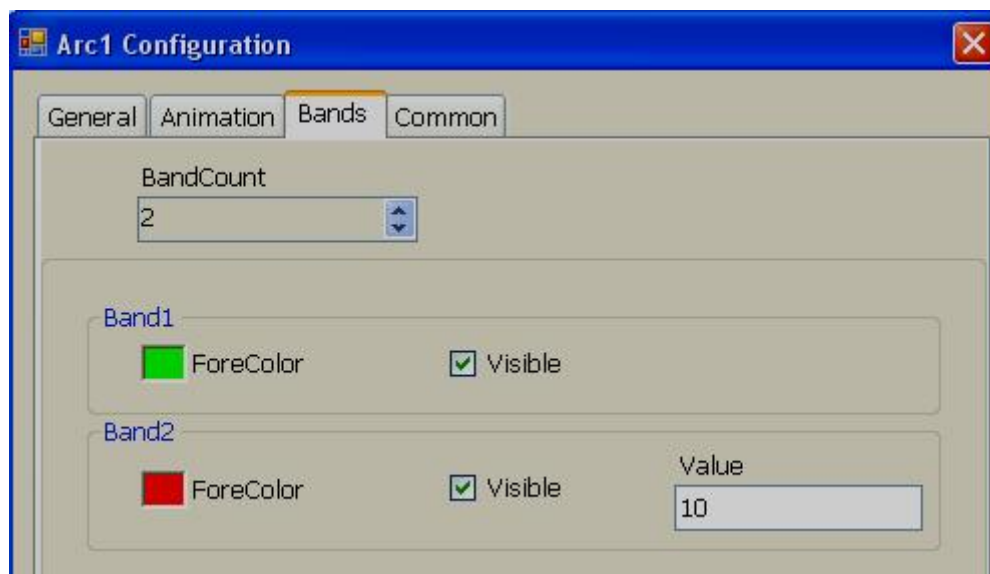 Arc1 Configuration
General Animation Bands Common
BandCount
2
Band1
ForeColor Visible
Band2
Value
ForeColor Visible
10